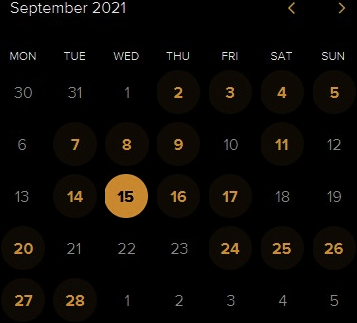 September 2021
MON TUE WED THU FRI SAT SUN
30 31 1 2 3 4 5
6 7 8 9 10 11 12
13 14 15 16 17 18 19
20 21 22 23 24 25 26
27 28 1 2 3 4 5